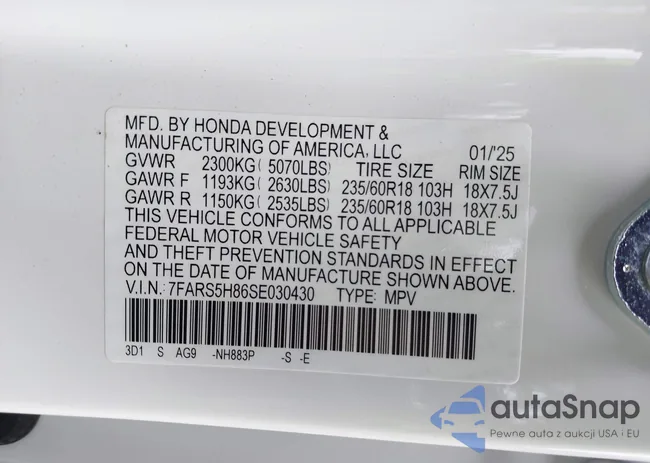 MFD. BY HONDA DEVELOPMENT &
MANUFACTURING OF AMERICA, LLC 01/'25
GVWR 2300KG ( 5070LBS) TIRE SIZE RIM SIZE
GAWR F 1193KG ( 2630LBS) 235/60R18 103H 18X7.5J
GAWR R 1150KG ( 2535LBS) 235/60R18 103H 18X7.5J
THIS VEHICLE CONFORMS TO ALL APPLICABLE
FEDERAL MOTOR VEHICLE SAFETY
AND THEFT PREVENTION STANDARDS IN EFFECT
ON THE DATE OF MANUFACTURE SHOWN ABOVE.
V.I.N.: 7FARS5H86SE030430 TYPE: MPV
3D1 S AG9 -NH883P -S -E
autaSnap
Pewne auta z aukcji USA i EU